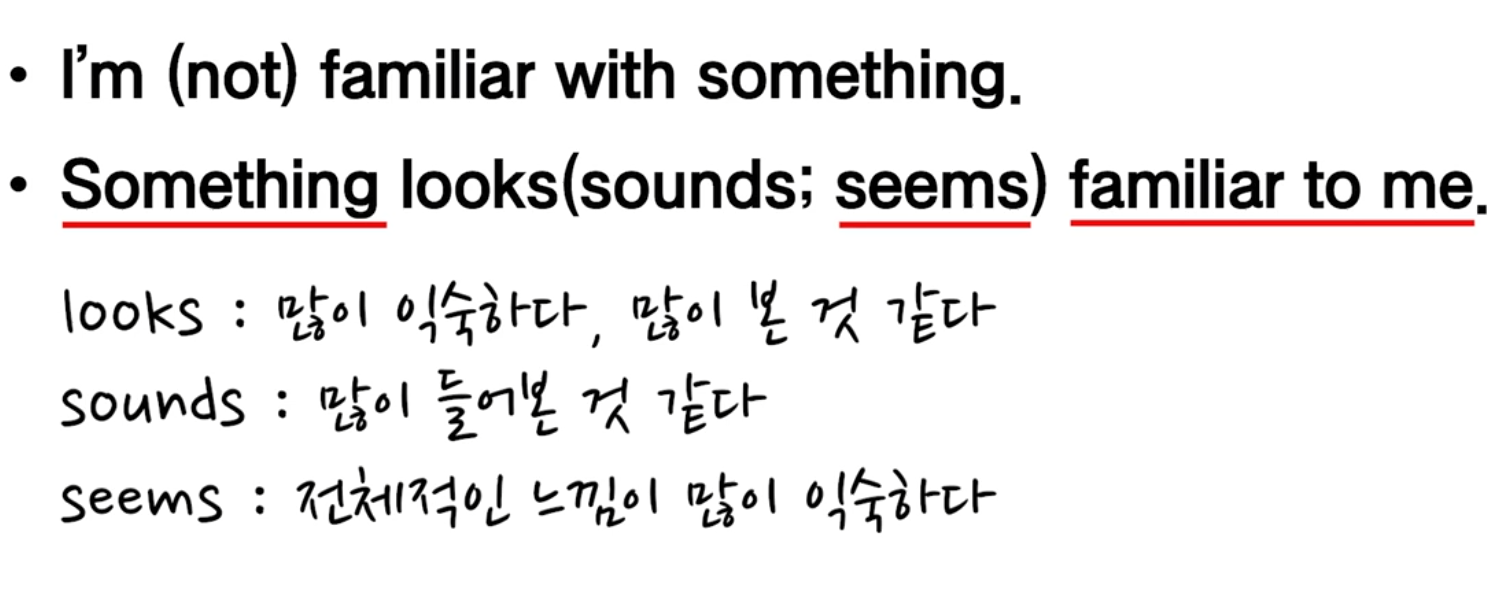 • I'm (not) familiar with something.
• Something looks(sounds; seems) familiar to me.
looks : 많이 익숙하다, 많이 본 것 같다
sounds : 많이 들어본 것 같다
seems : 전체적인 느낌이 많이 익숙하다